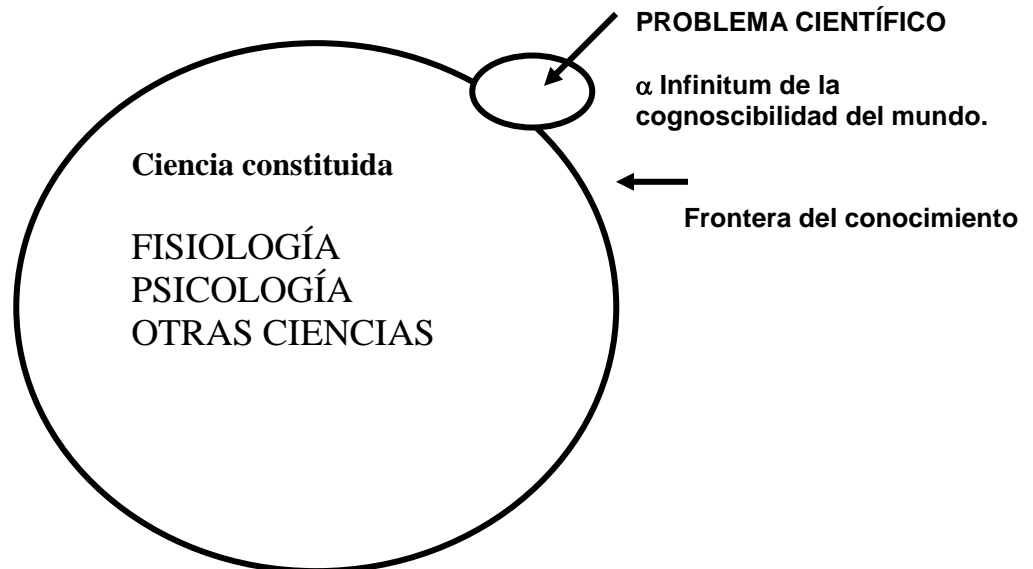 PROBLEMA CIENTÍFICO
α Infinitum de la
cognoscibilidad del mundo.
Ciencia constituida
Frontera del conocimiento
FISIOLOGÍA
PSICOLOGÍA
OTRAS CIENCIAS